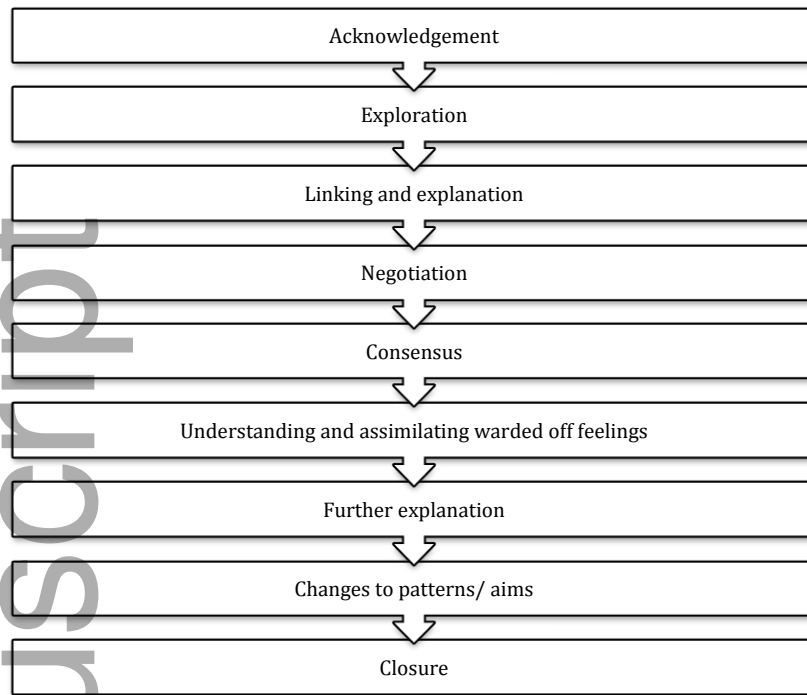 Acknowledgement
Exploration
Linking and explanation
Negotiation
Consensus
Understanding and assimilating warded off feelings
Further explanation
Changes to patterns/ aims
Closure
uscript